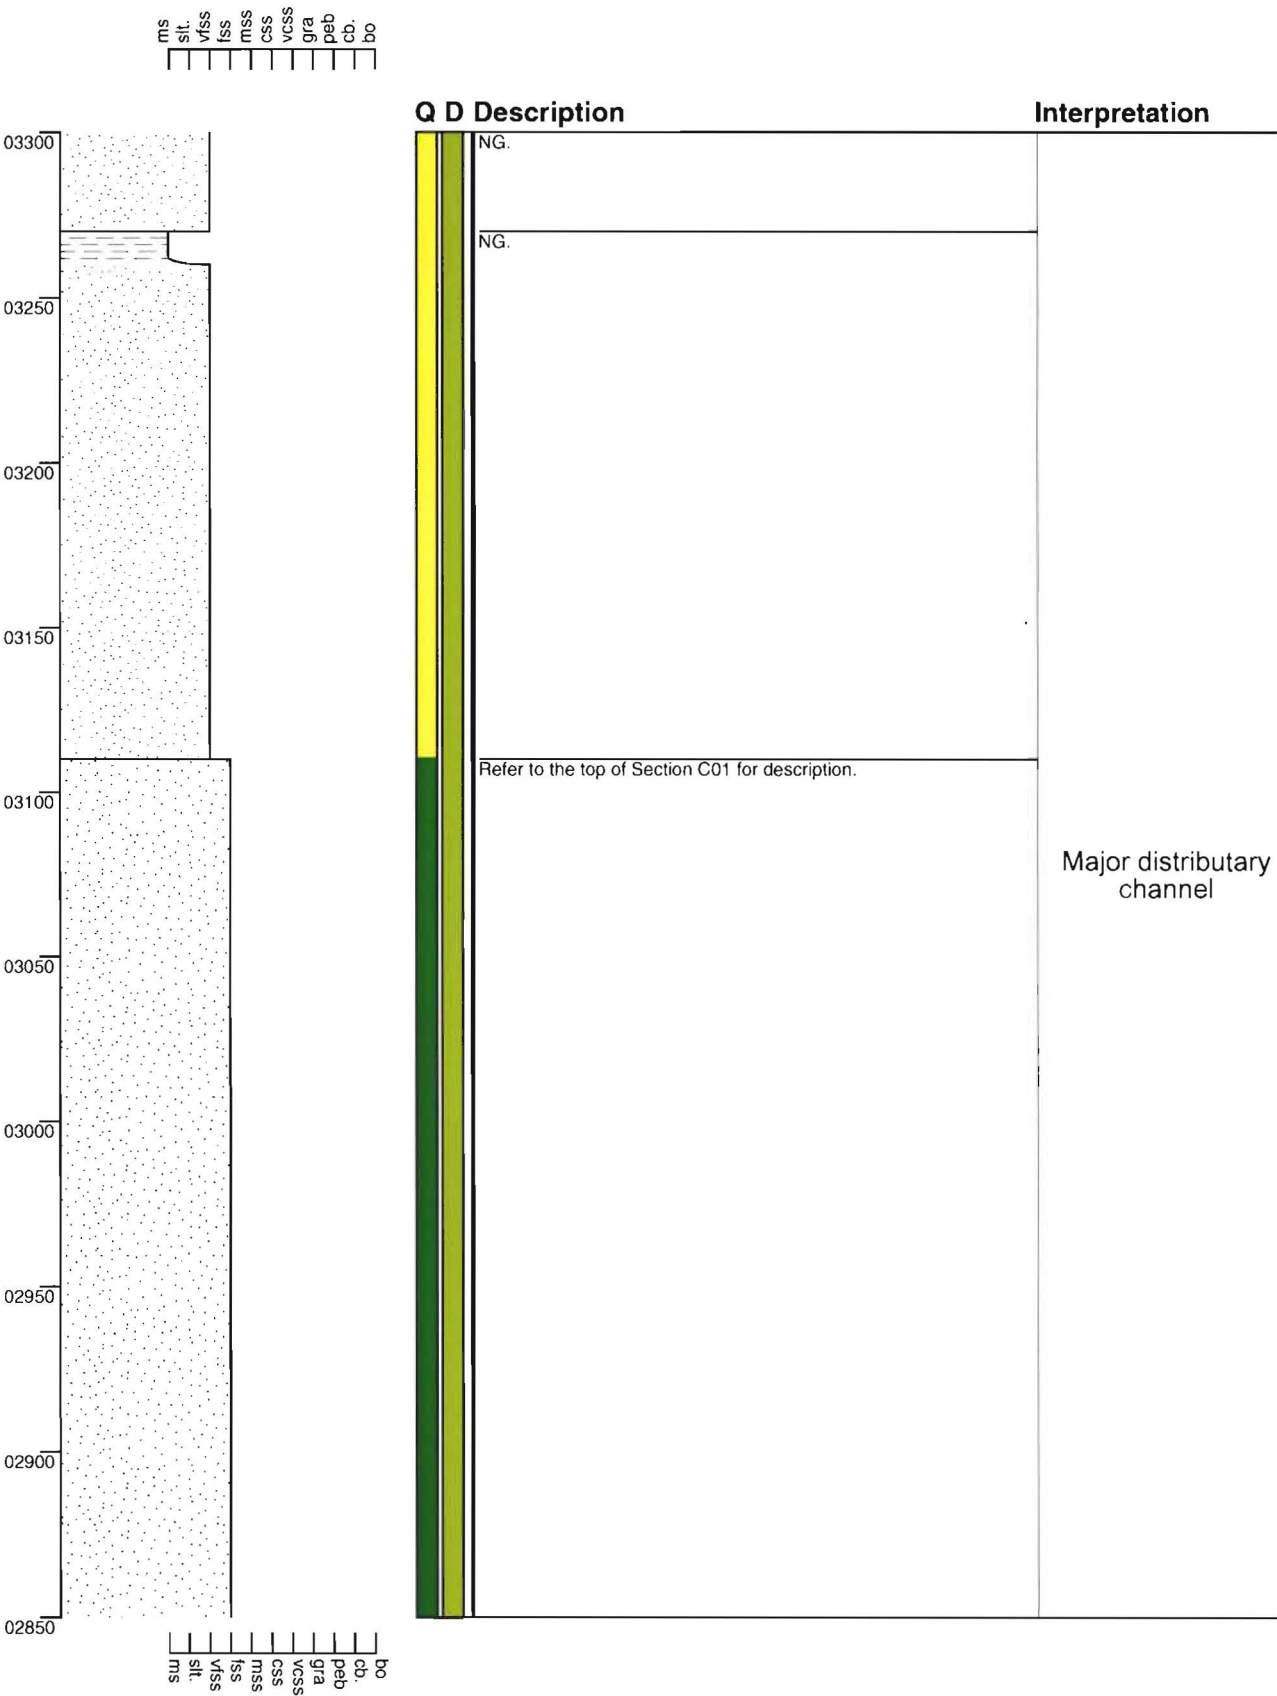 ms slt. vfss fss mss css vcss gra peb cb. bo
Q D Description Interpretation
03300
NG.
NG.
03250
03200
03150
Refer to the top of Section C01 for description.
03100
Major distributary
channel
03050
03000
02950
02900
02850
ms slt. vfss fss mss css vcss gra peb cb. bo